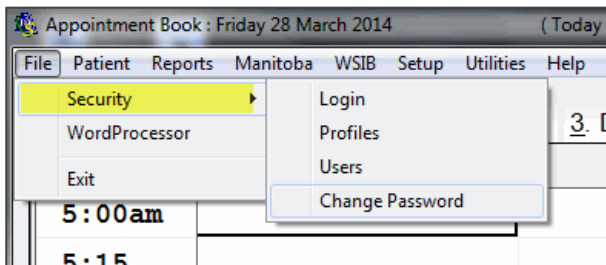 Appointment Book : Friday 28 March 2014 ( Today
File Patient Reports Manitoba WSIB Setup Utilities Help
Security Login
WordProcessor Profiles
3. D
Exit Users
Change Password
5:00am
5:15